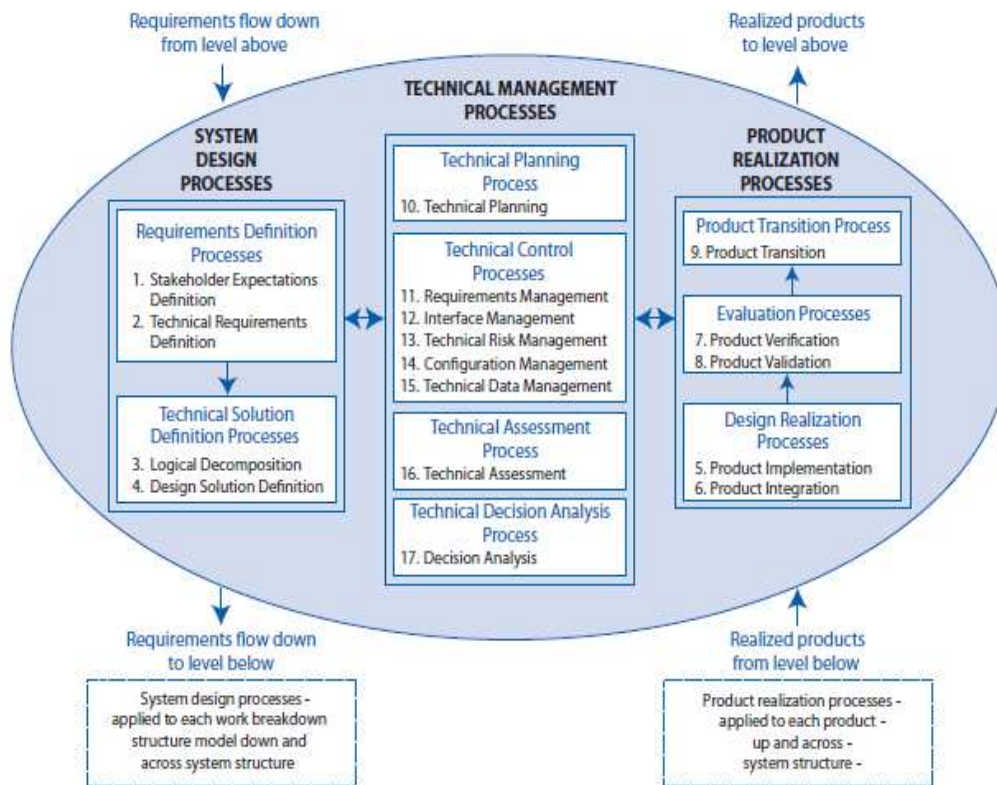 Requirements flow down
from level above
Realized products
to level above
TECHNICAL MANAGEMENT
PROCESSES
SYSTEM
DESIGN
PROCESSES
PRODUCT
REALIZATION
PROCESSES
Requirements Definition
Processes
1. Stakeholder Expectations
Definition
2. Technical Requirements
Definition
Technical Solution
Definition Processes
3. Logical Decomposition
4. Design Solution Definition
Technical Planning
Process
10. Technical Planning
Technical Control
Processes
11. Requirements Management
12. Interface Management
13. Technical Risk Management
14. Configuration Management
15. Technical Data Management
Technical Assessment
Process
16. Technical Assessment
Technical Decision Analysis
Process
17. Decision Analysis
Product Transition Process
9. Product Transition
Evaluation Processes
7. Product Verification
8. Product Validation
Design Realization
Processes
5. Product Implementation
6. Product Integration
Requirements flow down
to level below
Realized products
from level below
System design processes -
applied to each work breakdown
structure model down and
across system structure
Product realization processes -
applied to each product -
up and across -
system structure -